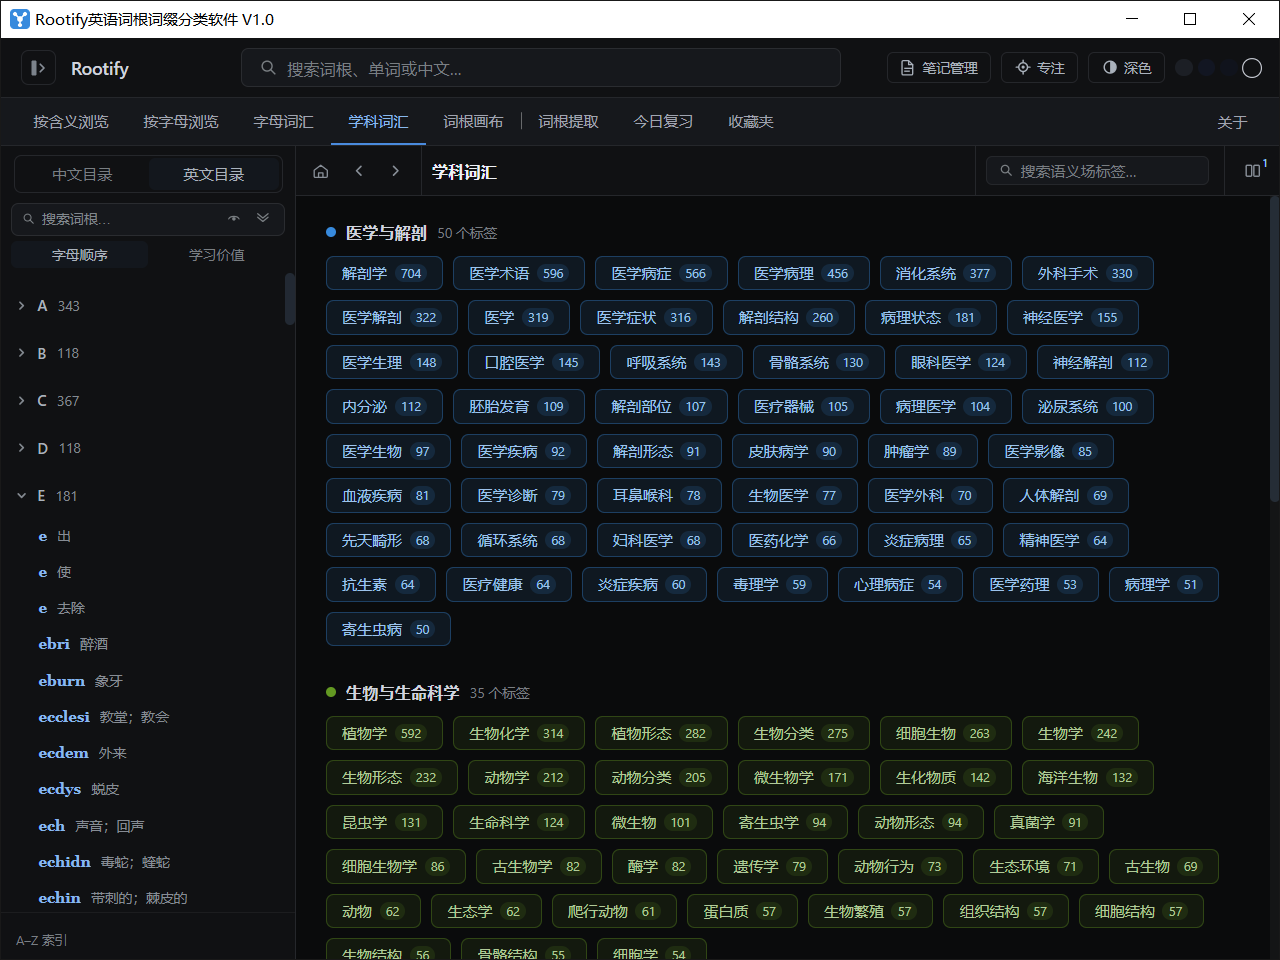 Rootify英语词根词缀分类软件 V1.0
Rootify
搜索词根、单词或中文...
笔记管理
专注
深色
按含义浏览 按字母浏览 字母词汇 学科词汇 词根画布 词根提取 今日复习 收藏夹 关于
中文目录 英文目录
学科词汇
搜索语义场标签...
1
搜索词根...
字母顺序 学习价值
A 343
B 118
C 367
D 118
E 181
e 出
e 使
e 去除
ebri 醉酒
eburn 象牙
ecclesi 教堂；教会
ecdem 外来
ecdys 蜕皮
ech 声音；回声
echidn 毒蛇；蝰蛇
echin 带刺的；棘皮的
A–Z 索引
医学与解剖 50 个标签
解剖学 704 医学术语 596 医学病症 566 医学病理 456 消化系统 377 外科手术 330
医学解剖 322 医学 319 医学症状 316 解剖结构 260 病理状态 181 神经医学 155
医学生理 148 口腔医学 145 呼吸系统 143 骨骼系统 130 眼科医学 124 神经解剖 112
内分泌 112 胚胎发育 109 解剖部位 107 医疗器械 105 病理医学 104 泌尿系统 100
医学生物 97 医学疾病 92 解剖形态 91 皮肤病学 90 肿瘤学 89 医学影像 85
血液疾病 81 医学诊断 79 耳鼻喉科 78 生物医学 77 医学外科 70 人体解剖 69
先天畸形 68 循环系统 68 妇科医学 68 医药化学 66 炎症病理 65 精神医学 64
抗生素 64 医疗健康 64 炎症疾病 60 毒理学 59 心理病症 54 医学药理 53 病理学 51
寄生虫病 50
生物与生命科学 35 个标签
植物学 592 生物化学 314 植物形态 282 生物分类 275 细胞生物 263 生物学 242
生物形态 232 动物学 212 动物分类 205 微生物学 171 生化物质 142 海洋生物 132
昆虫学 131 生命科学 124 微生物 101 寄生虫学 94 动物形态 94 真菌学 91
细胞生物学 86 古生物学 82 酶学 82 遗传学 79 动物行为 73 生态环境 71 古生物 69
动物 62 生态学 62 爬行动物 61 蛋白质 57 生物繁殖 57 组织结构 57 细胞结构 57
生物结构 56 骨骼结构 55 细胞学 54